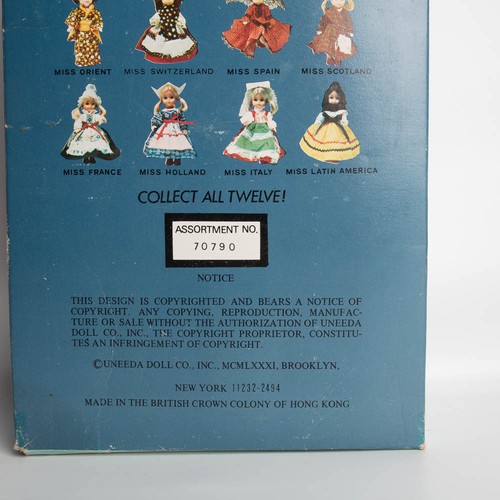 MISS ORIENT MISS SWITZERLAND MISS SPAIN MISS SCOTLAND
MISS FRANCE MISS HOLLAND MISS ITALY MISS LATIN AMERICA
COLLECT ALL TWELVE!
ASSORTMENT NO.
70790
NOTICE
THIS DESIGN IS COPYRIGHTED AND BEARS A NOTICE OF
COPYRIGHT. ANY COPYING, REPRODUCTION, MANUFAC-
TURE OR SALE WITHOUT THE AUTHORIZATION OF UNEEDA
DOLL CO., INC., THE COPYRIGHT PROPRIETOR, CONSTITU-
TES AN INFRINGEMENT OF COPYRIGHT.
©UNEEDA DOLL CO., INC., MCMLXXXI, BROOKLYN,
NEW YORK 11232-2494
MADE IN THE BRITISH CROWN COLONY OF HONG KONG